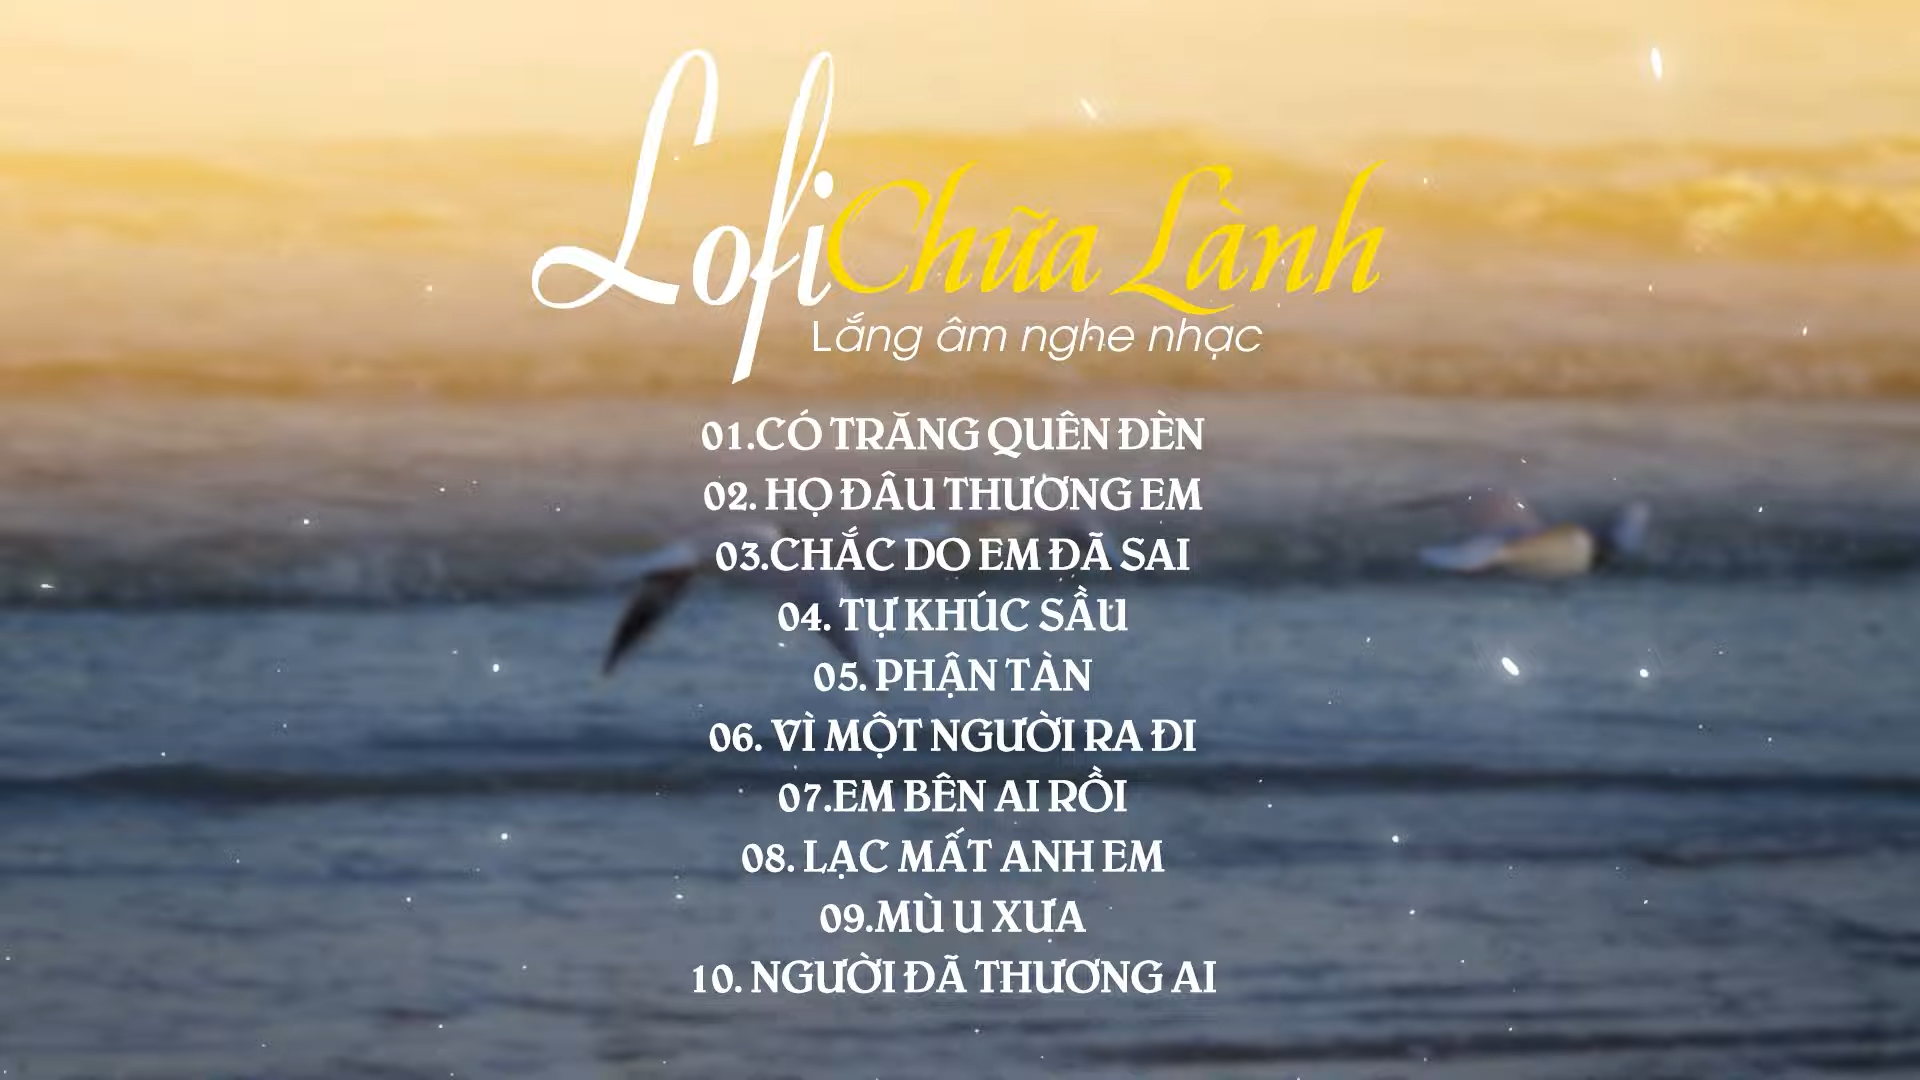 Lofi Chữa Lành
Lắng âm nghe nhạc
01.CÓ TRĂNG QUÊN ĐÈN
02. HỌ ĐÂU THƯƠNG EM
03.CHẮC DO EM ĐÃ SAI
04. TỰ KHÚC SẦU
05. PHẬN TÀN
06. VÌ MỘT NGƯỜI RA ĐI
07.EM BÊN AI RỒI
08. LẠC MẤT ANH EM
09.MÙ U XƯA
10. NGƯỜI ĐÃ THƯƠNG AI